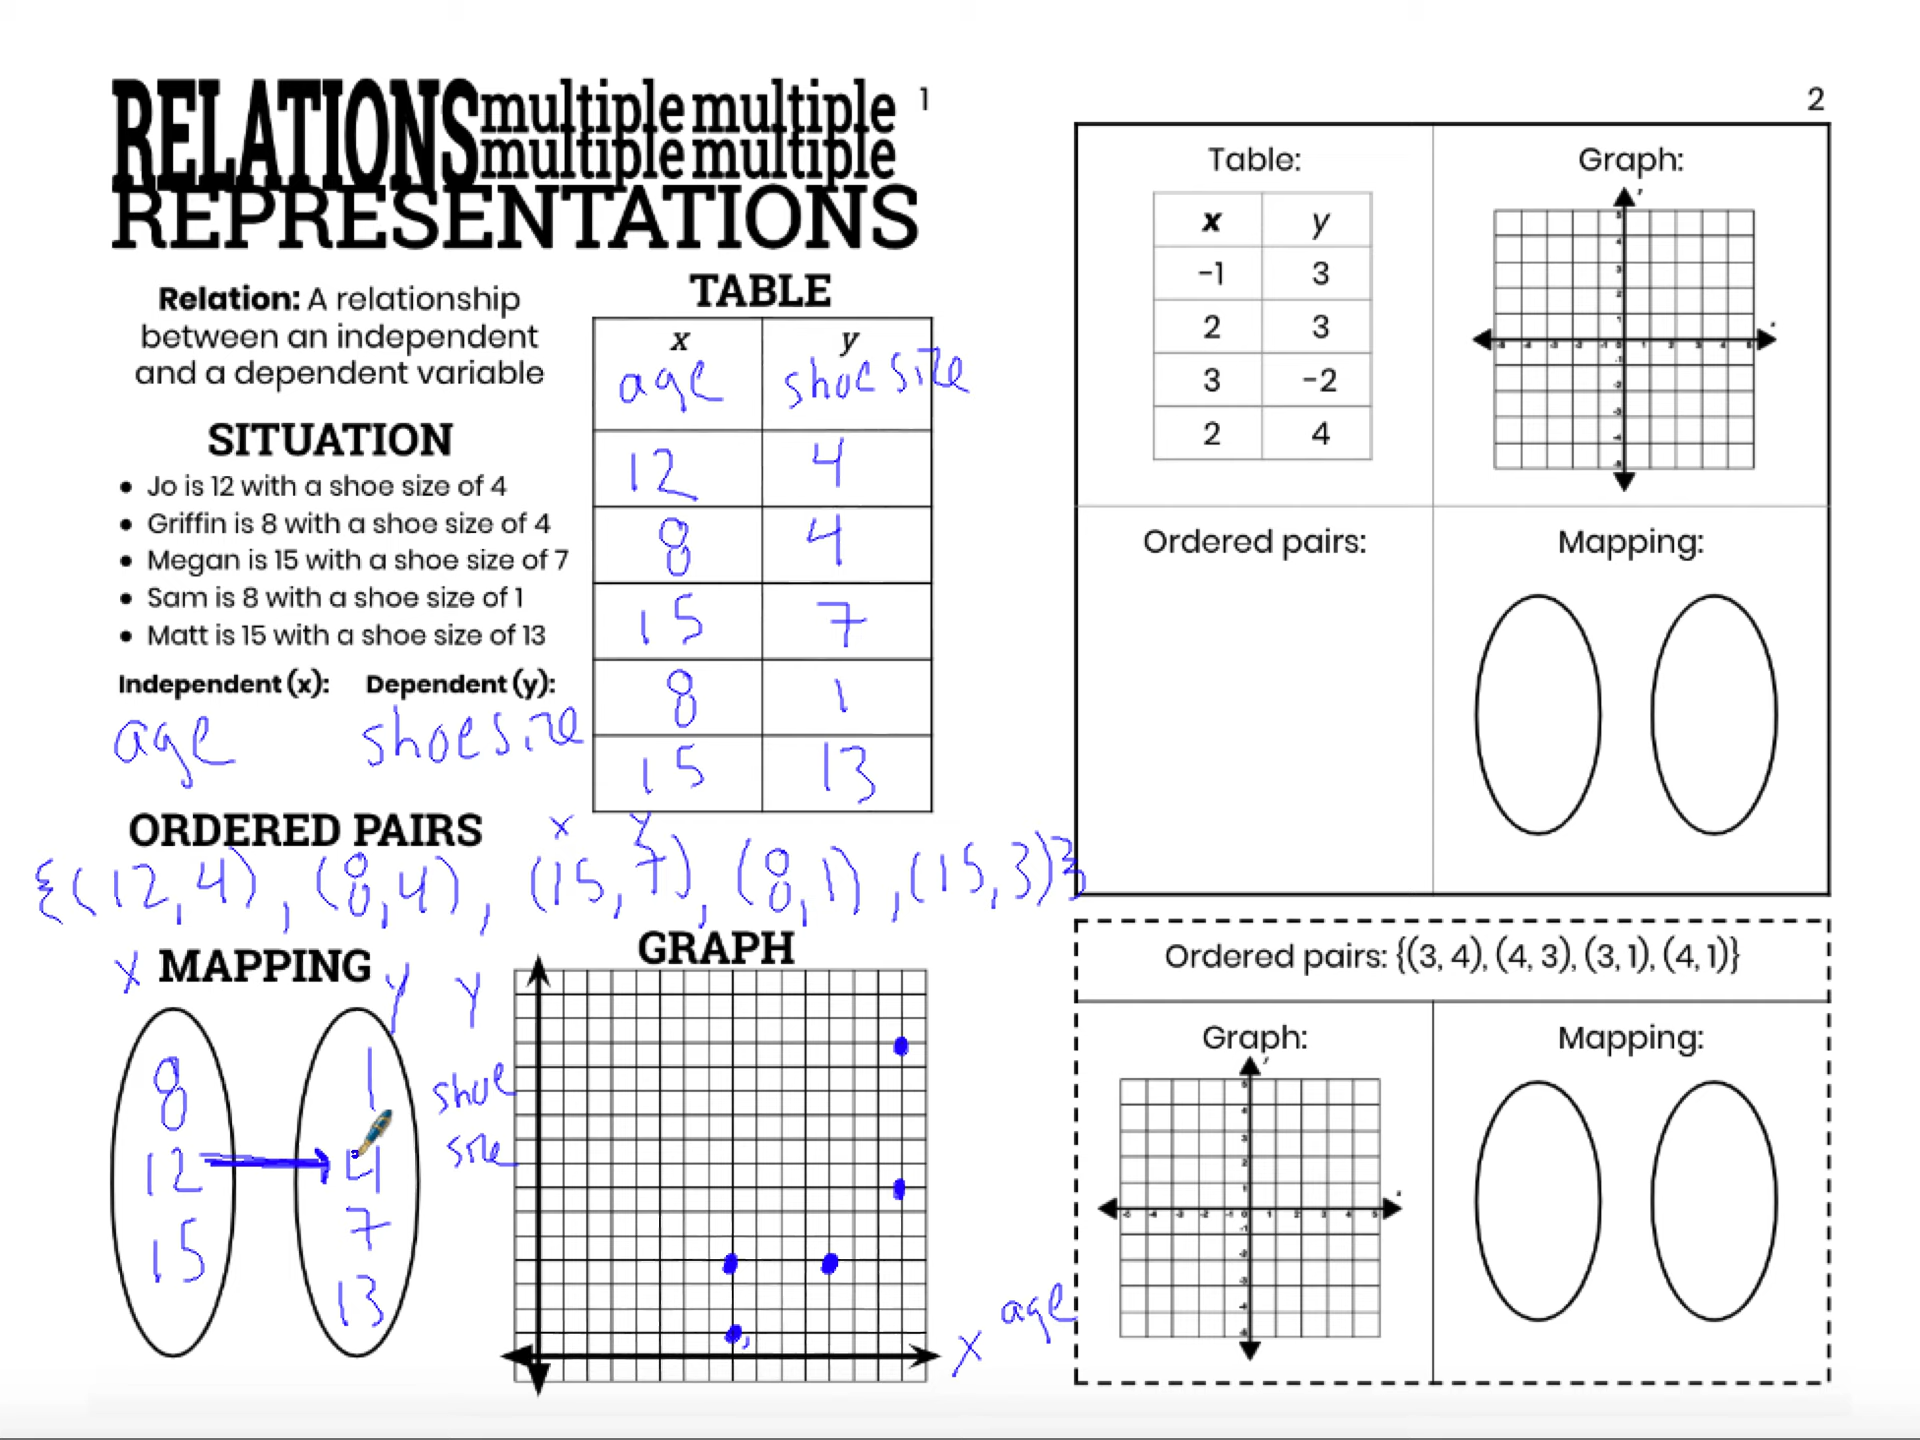 RELATIONS multiple multiple
multiple multiple
REPRESENTATIONS
1
Relation: A relationship
between an independent
and a dependent variable
SITUATION
• Jo is 12 with a shoe size of 4
• Griffin is 8 with a shoe size of 4
• Megan is 15 with a shoe size of 7
• Sam is 8 with a shoe size of 1
• Matt is 15 with a shoe size of 13
Independent (x): Dependent (y):
age shoe size
TABLE
x y
age shoe size
12 4
8 4
15 7
8 1
15 13
ORDERED PAIRS
x y
{(12,4), (8,4), (15,7), (8,1), (15,3)}
X MAPPING Y
8 1
12 4
15 7
13
GRAPH
Y
shoe
size
X age
2
Table:
x y
-1 3
2 3
3 -2
2 4
Graph:
Ordered pairs:
Mapping:
Ordered pairs: {(3, 4), (4, 3), (3, 1), (4, 1)}
Graph:
Mapping: